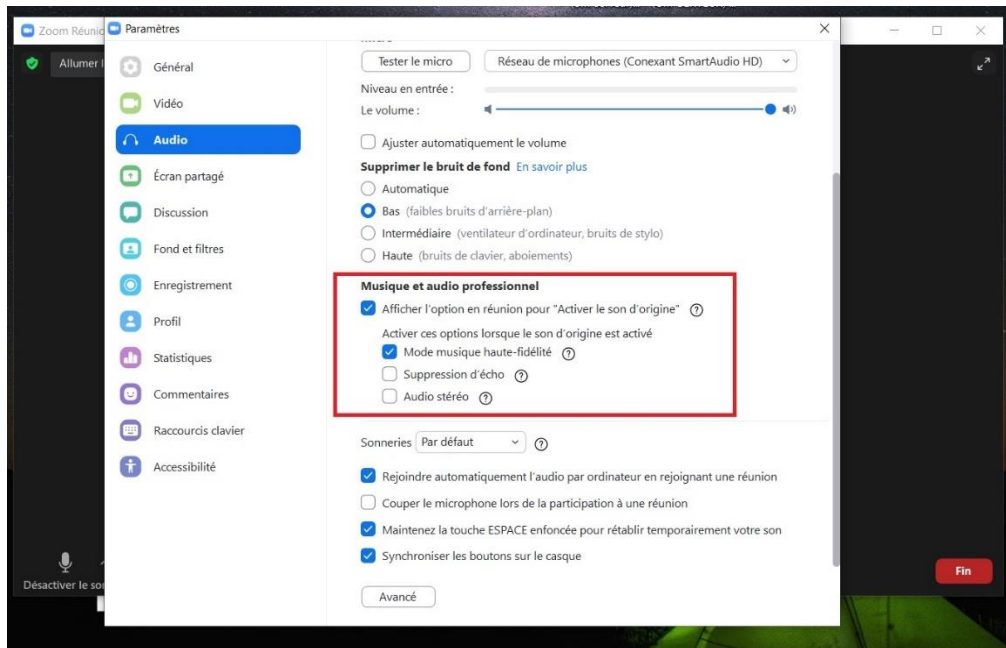 Zoom Réunio
Paramètres
Allumer l
Général
Vidéo
Audio
Écran partagé
Discussion
Fond et filtres
Enregistrement
Profil
Statistiques
Commentaires
Raccourcis clavier
Accessibilité
Tester le micro
Réseau de microphones (Conexant SmartAudio HD)
Niveau en entrée :
Le volume :
Ajuster automatiquement le volume
Supprimer le bruit de fond En savoir plus
Automatique
Bas (faibles bruits d'arrière-plan)
Intermédiaire (ventilateur d'ordinateur, bruits de stylo)
Haute (bruits de clavier, aboiements)
Musique et audio professionnel
Afficher l'option en réunion pour "Activer le son d'origine" ?
Activer ces options lorsque le son d'origine est activé
Mode musique haute-fidélité ?
Suppression d'écho ?
Audio stéréo ?
Sonneries Par défaut ?
Rejoindre automatiquement l'audio par ordinateur en rejoignant une réunion
Couper le microphone lors de la participation à une réunion
Maintenez la touche ESPACE enfoncée pour rétablir temporairement votre son
Synchroniser les boutons sur le casque
Avancé
Désactiver le so
Fin